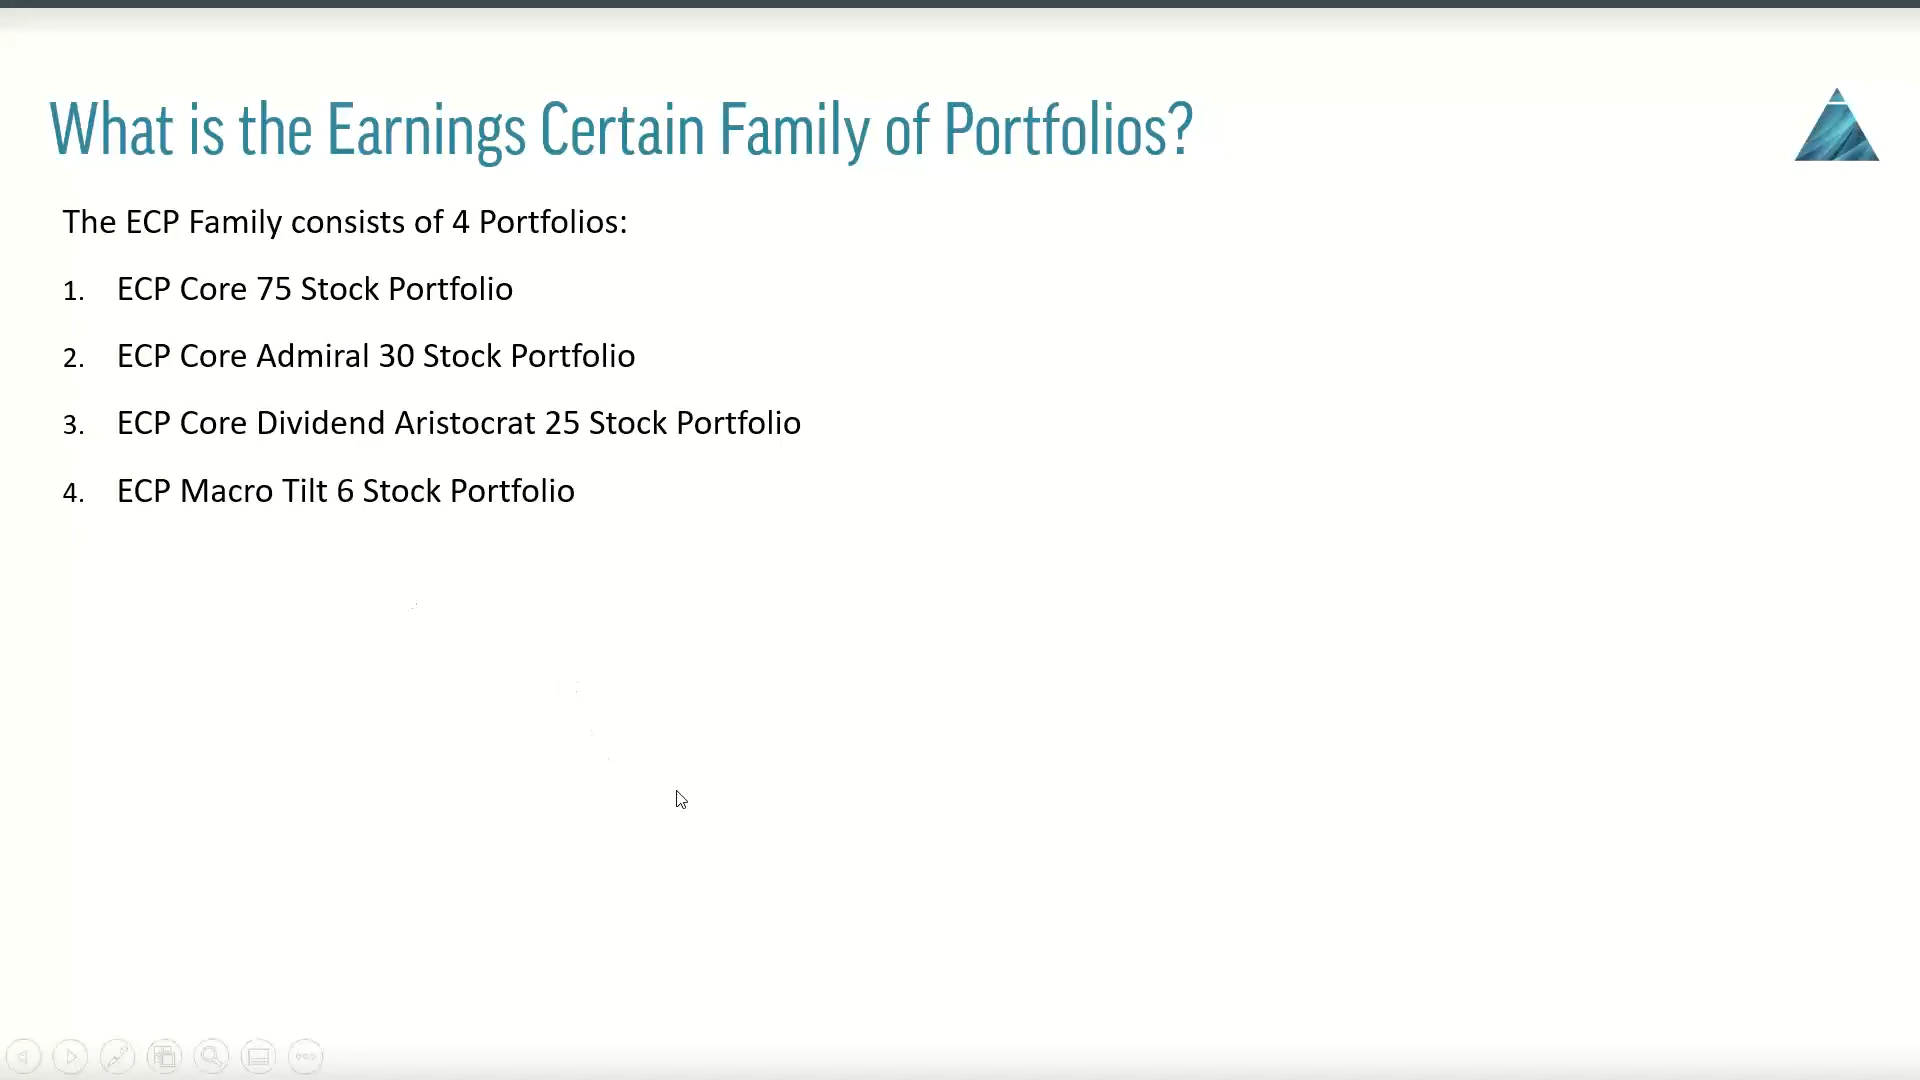 What is the Earnings Certain Family of Portfolios?
The ECP Family consists of 4 Portfolios:
1. ECP Core 75 Stock Portfolio
2. ECP Core Admiral 30 Stock Portfolio
3. ECP Core Dividend Aristocrat 25 Stock Portfolio
4. ECP Macro Tilt 6 Stock Portfolio